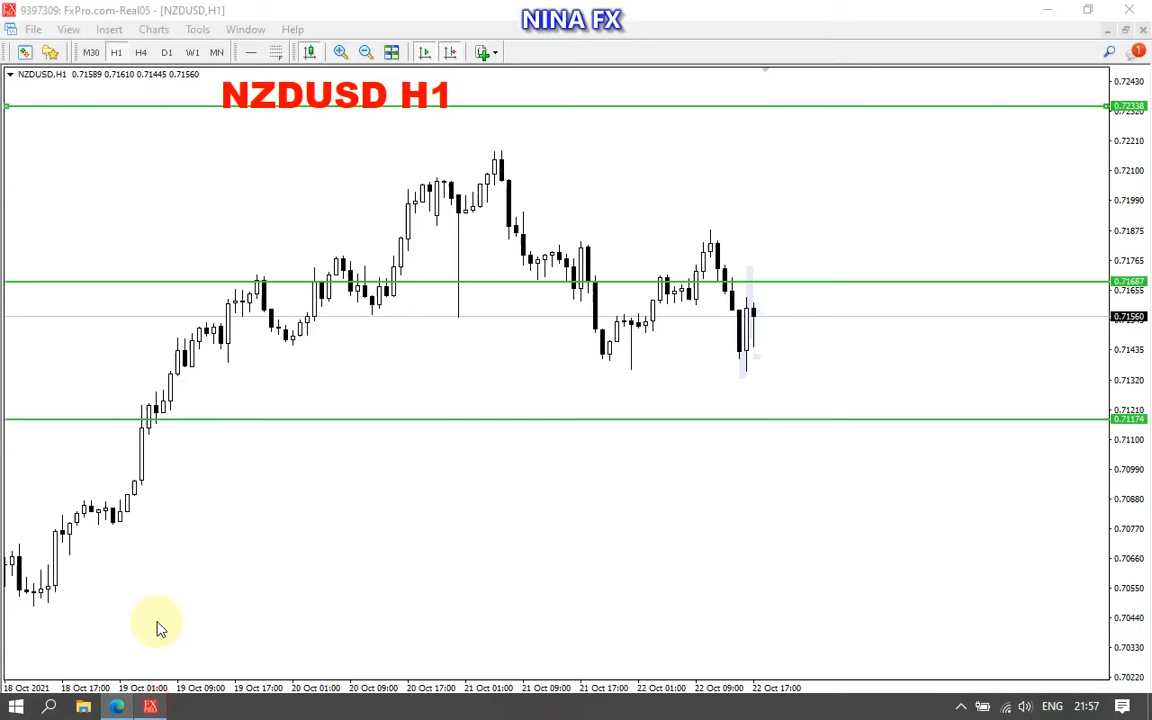 9397309: FxPro.com-Real05 - [NZDUSD,H1]
NINA FX
File View Insert Charts Tools Window Help
M30 H1 H4 D1 W1 MN
1
NZDUSD,H1 0.71589 0.71610 0.71445 0.71560
NZDUSD H1
0.72430
0.72338
0.72320
0.72210
0.72100
0.71990
0.71875
0.71765
0.71687
0.71655
0.71560
0.71435
0.71320
0.71210
0.71174
0.71100
0.70990
0.70880
0.70770
0.70660
0.70550
0.70440
0.70330
0.70220
18 Oct 2021 18 Oct 17:00 19 Oct 01:00 19 Oct 09:00 19 Oct 17:00 20 Oct 01:00 20 Oct 09:00 20 Oct 17:00 21 Oct 01:00 21 Oct 09:00 21 Oct 17:00 22 Oct 01:00 22 Oct 09:00 22 Oct 17:00
FX
PRO
ENG 21:57